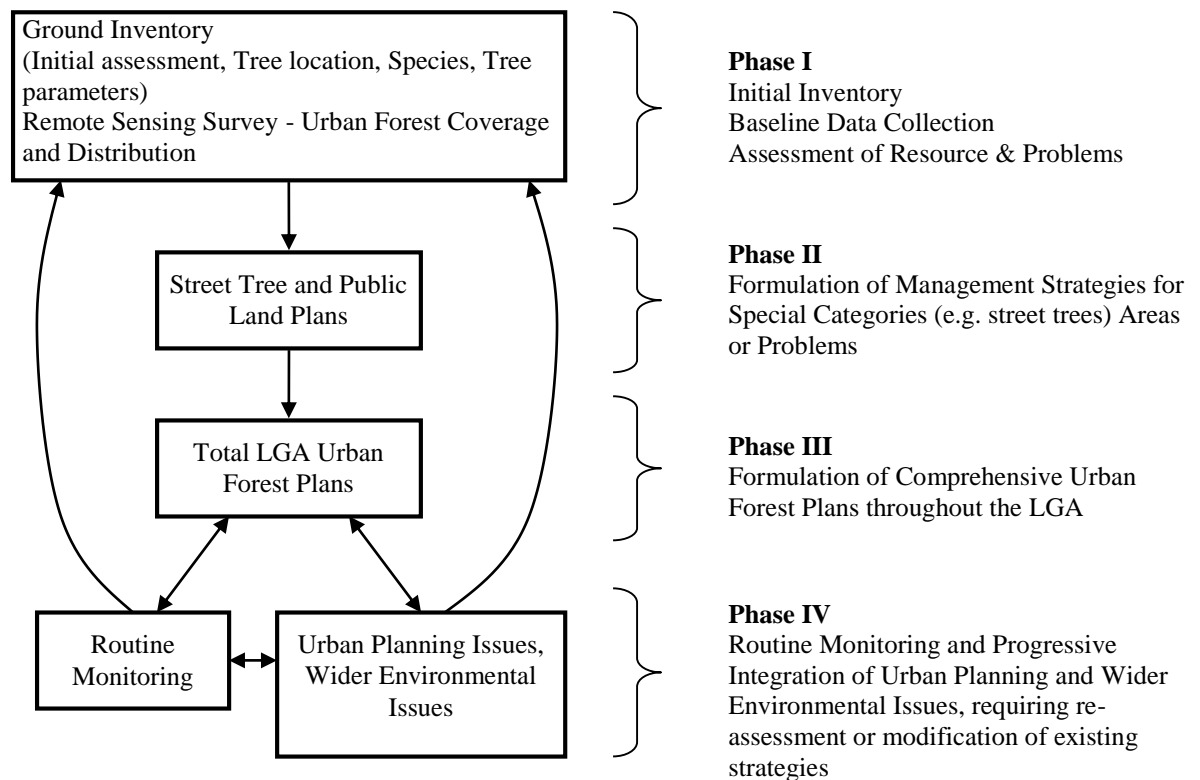 Ground Inventory
(Initial assessment, Tree location, Species, Tree
parameters)
Remote Sensing Survey - Urban Forest Coverage
and Distribution
Phase I
Initial Inventory
Baseline Data Collection
Assessment of Resource & Problems
Street Tree and Public
Land Plans
Phase II
Formulation of Management Strategies for
Special Categories (e.g. street trees) Areas
or Problems
Total LGA Urban
Forest Plans
Phase III
Formulation of Comprehensive Urban
Forest Plans throughout the LGA
Routine
Monitoring
Urban Planning Issues,
Wider Environmental
Issues
Phase IV
Routine Monitoring and Progressive
Integration of Urban Planning and Wider
Environmental Issues, requiring re-
assessment or modification of existing
strategies